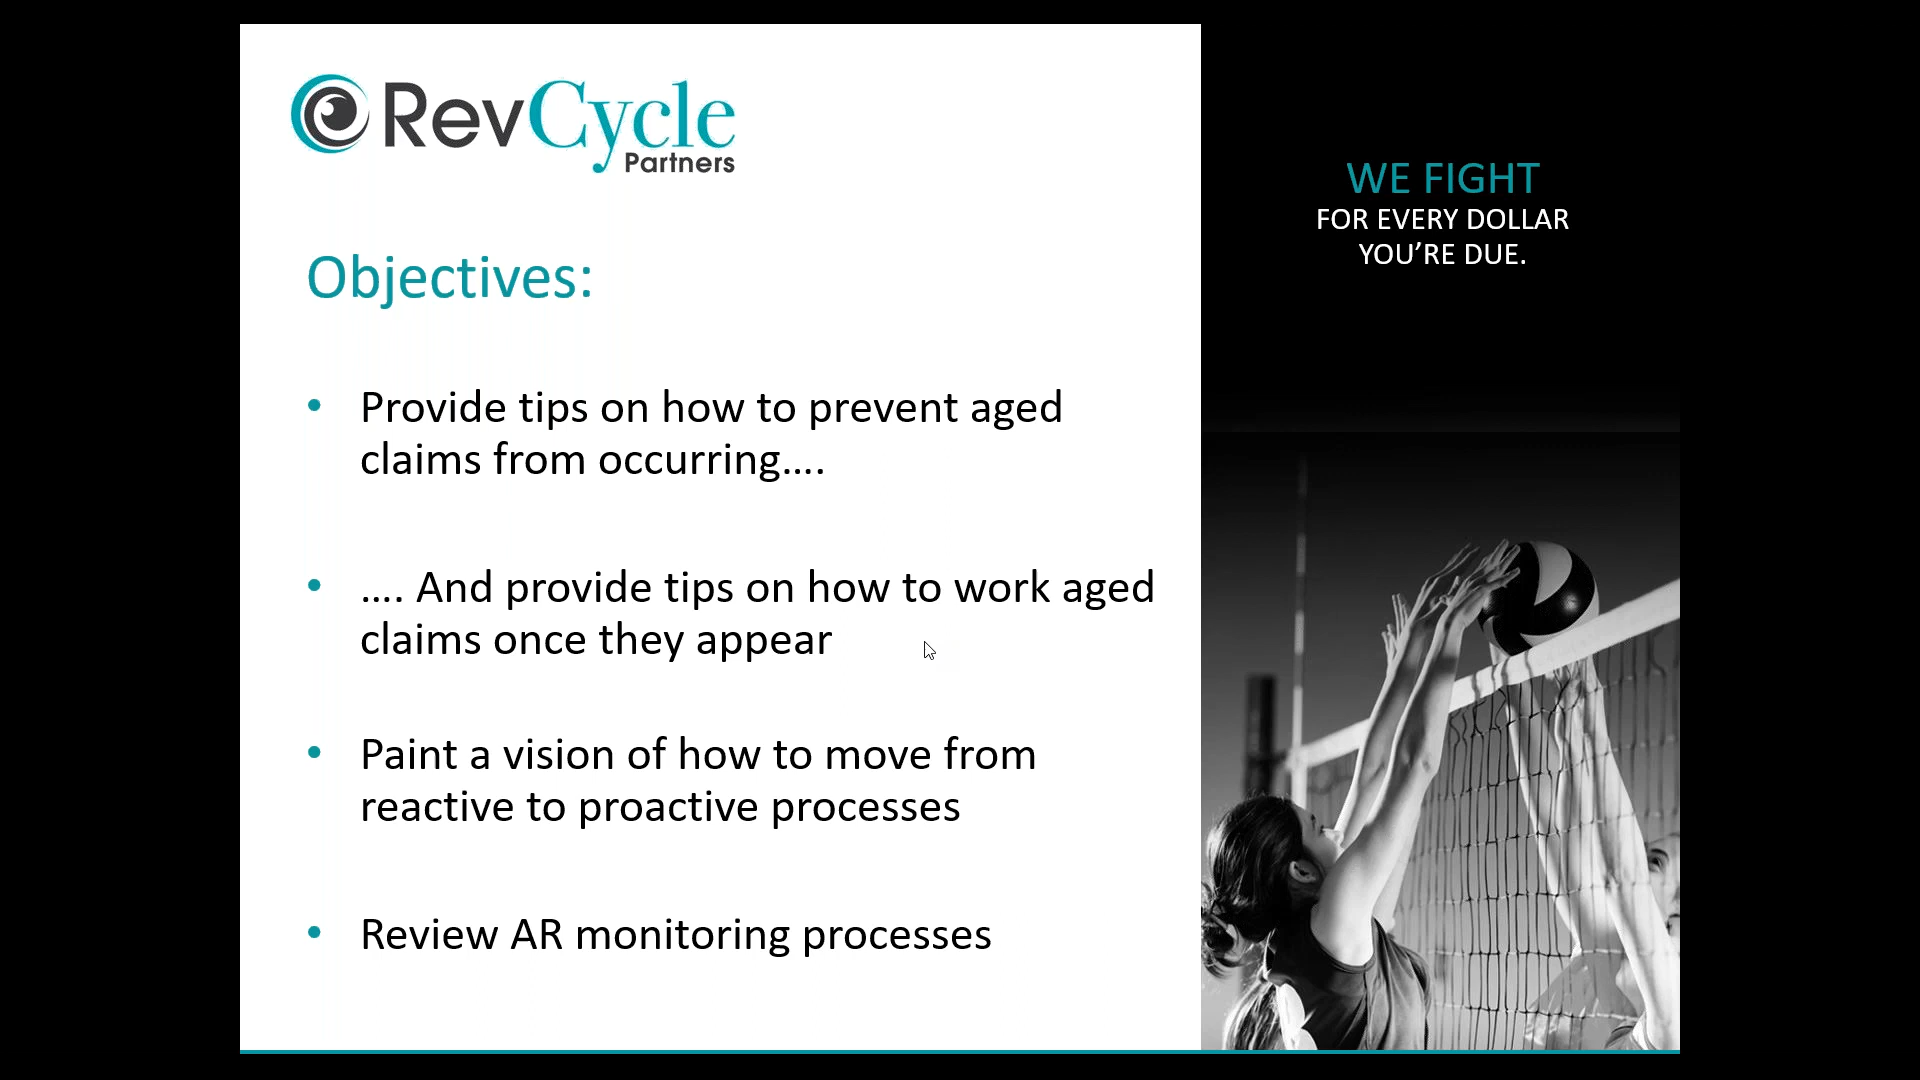 RevCycle
Partners
WE FIGHT
FOR EVERY DOLLAR
YOU’RE DUE.
Objectives:
• Provide tips on how to prevent aged
claims from occurring….
• …. And provide tips on how to work aged
claims once they appear
• Paint a vision of how to move from
reactive to proactive processes
• Review AR monitoring processes